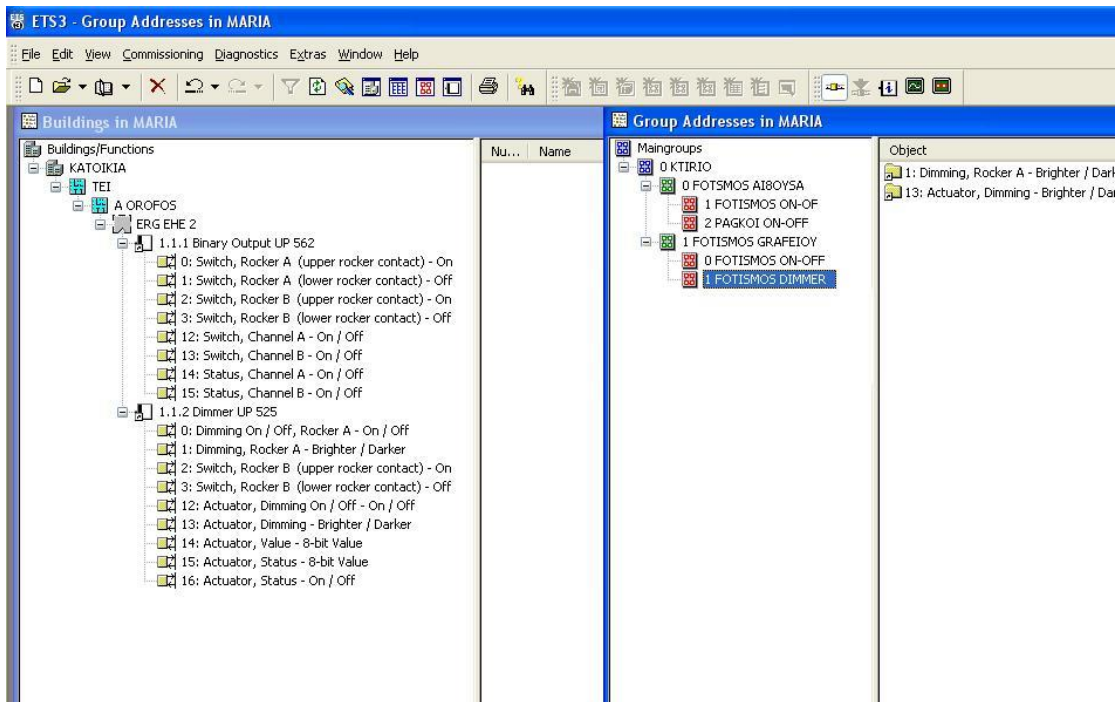 ETS3 - Group Addresses in MARIA
File Edit View Commissioning Diagnostics Extras Window Help
Buildings in MARIA
Buildings/Functions
KATOIKIA
TEI
A OROFOS
ERG EHE 2
1.1.1 Binary Output UP 562
0: Switch, Rocker A (upper rocker contact) - On
1: Switch, Rocker A (lower rocker contact) - Off
2: Switch, Rocker B (upper rocker contact) - On
3: Switch, Rocker B (lower rocker contact) - Off
12: Switch, Channel A - On / Off
13: Switch, Channel B - On / Off
14: Status, Channel A - On / Off
15: Status, Channel B - On / Off
1.1.2 Dimmer UP 525
0: Dimming On / Off, Rocker A - On / Off
1: Dimming, Rocker A - Brighter / Darker
2: Switch, Rocker B (upper rocker contact) - On
3: Switch, Rocker B (lower rocker contact) - Off
12: Actuator, Dimming On / Off - On / Off
13: Actuator, Dimming - Brighter / Darker
14: Actuator, Value - 8-bit Value
15: Actuator, Status - 8-bit Value
16: Actuator, Status - On / Off
Nu... Name
Group Addresses in MARIA
Maingroups
0 KTIRIO
0 FOTSMOS AI8OYSA
1 FOTISMOS ON-OF
2 PAGKOI ON-OFF
1 FOTISMOS GRAFEIOY
0 FOTISMOS ON-OFF
1 FOTISMOS DIMMER
Object
1: Dimming, Rocker A - Brighter / Dark
13: Actuator, Dimming - Brighter / Dar